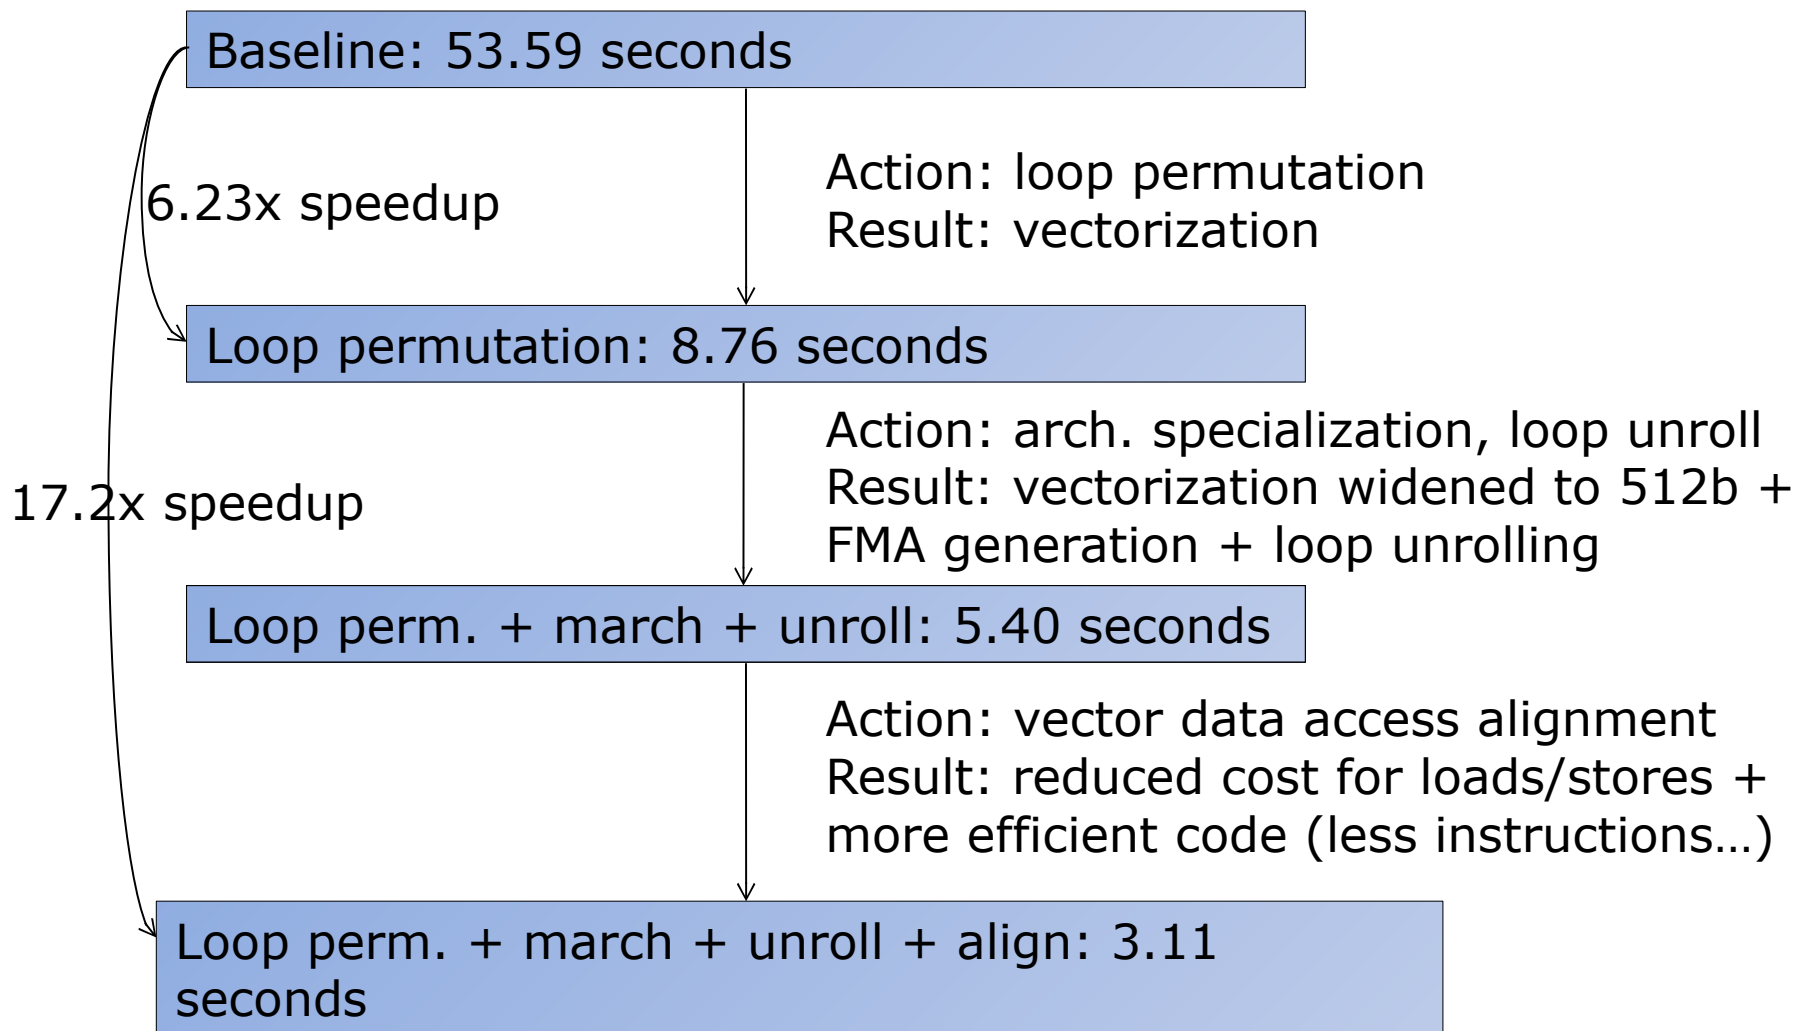 Baseline: 53.59 seconds
Action: loop permutation
Result: vectorization
6.23x speedup
Loop permutation: 8.76 seconds
Action: arch. specialization, loop unroll
Result: vectorization widened to 512b +
FMA generation + loop unrolling
17.2x speedup
Loop perm. + march + unroll: 5.40 seconds
Action: vector data access alignment
Result: reduced cost for loads/stores +
more efficient code (less instructions…)
Loop perm. + march + unroll + align: 3.11
seconds